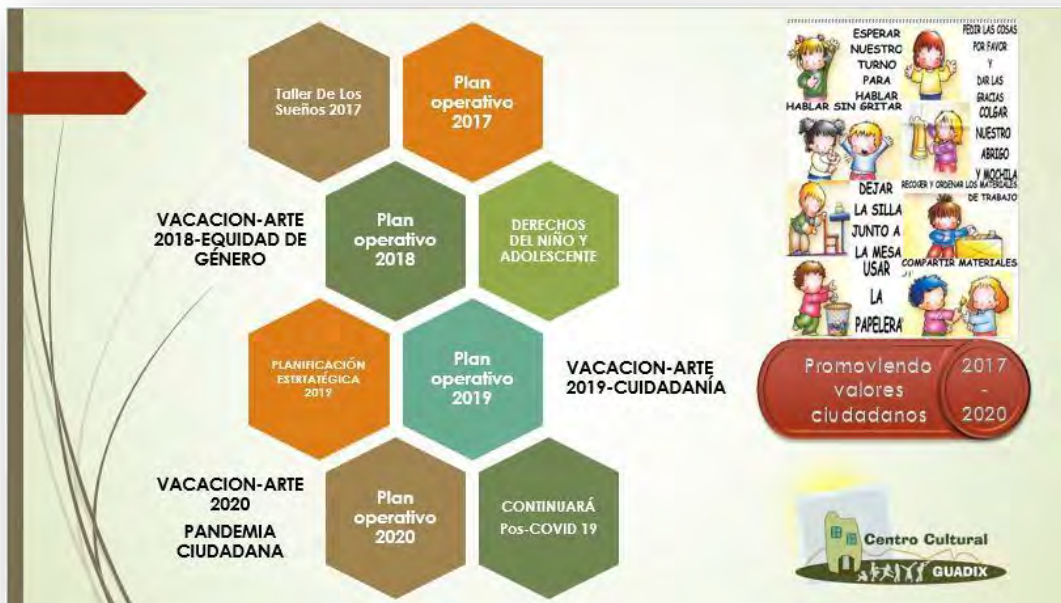 Taller De Los
Sueños 2017
Plan
operativo
2017
VACACION-ARTE
2018-EQUIDAD DE
GÉNERO
Plan
operativo
2018
DERECHOS
DEL NIÑO Y
ADOLESCENTE
PLANIFICACIÓN
ESTRTATÉGICA
2019
Plan
operativo
2019
VACACION-ARTE
2019-CUIDADANÍA
VACACION-ARTE
2020
PANDEMIA
CIUDADANA
Plan
operativo
2020
CONTINUARÁ
Pos-COVID 19
ESPERAR
NUESTRO
TURNO
PARA
HABLAR
PEDIR LAS COSAS
POR FAVOR
Y
DAR LAS
GRACIAS
HABLAR SIN GRITAR
COLGAR
NUESTRO
ABRIGO
Y MOCHILA
DEJAR
LA SILLA
JUNTO A
LA MESA
RECOGER Y ORDENAR LOS MATERIALES
DE TRABAJO
USAR
LA
PAPELERA
COMPARTIR MATERIALES
Promoviendo
valores
ciudadanos
2017
-
2020
Centro Cultural
GUADIX